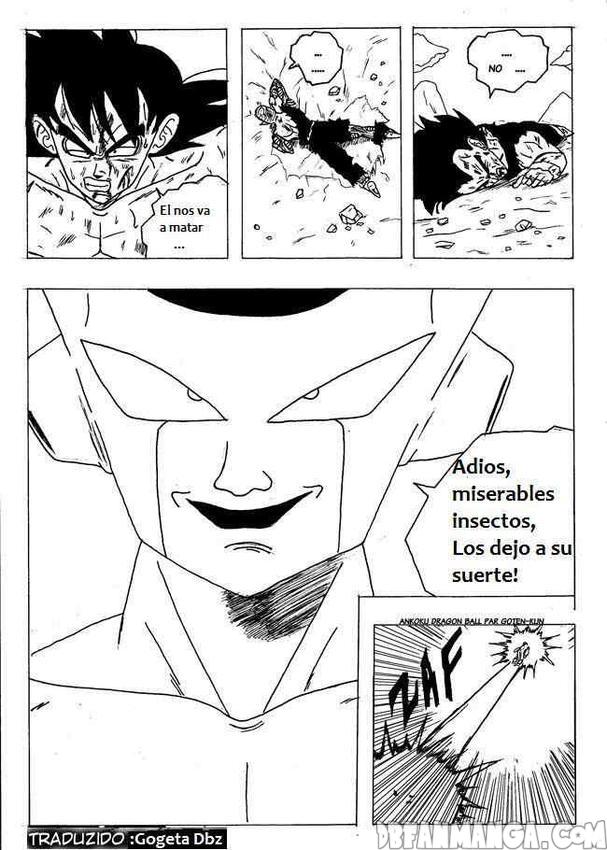 El nos va
a matar
...
...
.....
....
NO ....
Adios,
miserables
insectos,
Los dejo a su
suerte!
ANKOKU DRAGON BALL PAR GOTEN-KUN
ZARF
TRADUZIDO :Gogeta Dbz
DBFANMANGA.COM